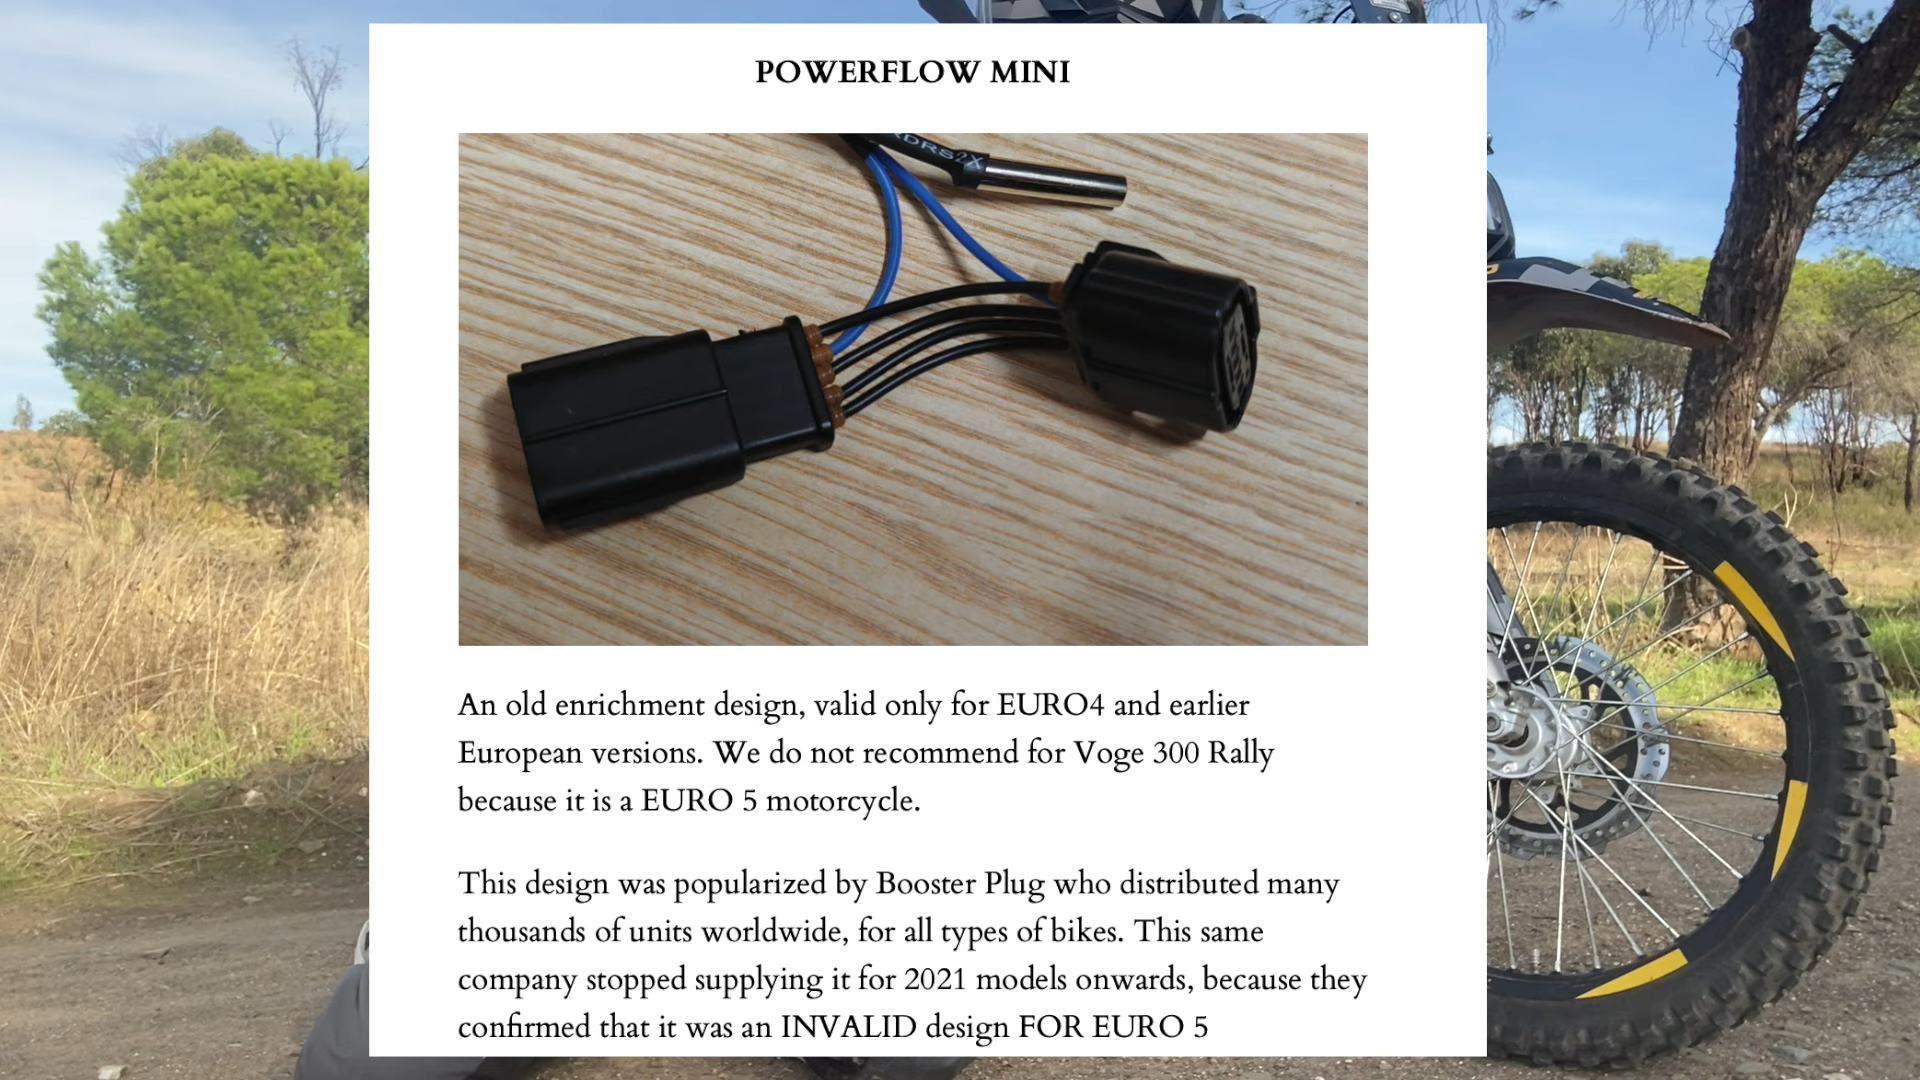 POWERFLOW MINI
RDRS2X
An old enrichment design, valid only for EURO4 and earlier
European versions. We do not recommend for Voge 300 Rally
because it is a EURO 5 motorcycle.
This design was popularized by Booster Plug who distributed many
thousands of units worldwide, for all types of bikes. This same
company stopped supplying it for 2021 models onwards, because they
confirmed that it was an INVALID design FOR EURO 5